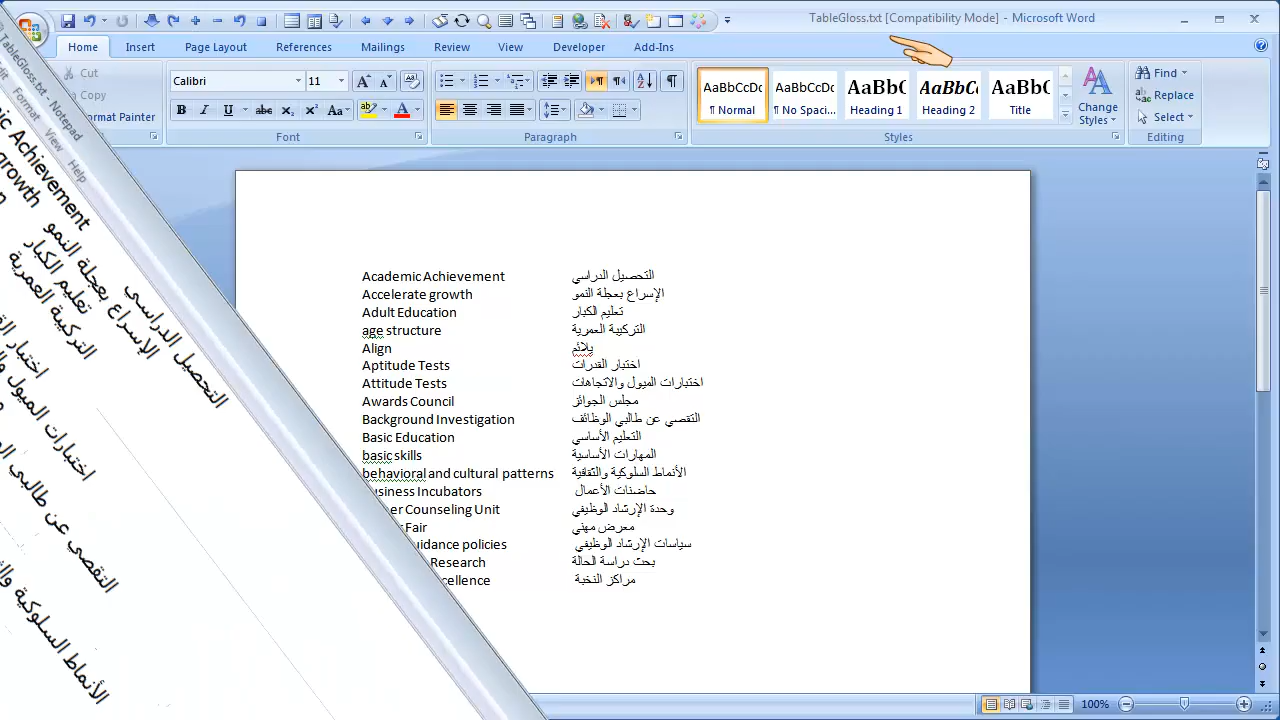 TableGloss.txt [Compatibility Mode] - Microsoft Word
Home Insert Page Layout References Mailings Review View Developer Add-Ins
Cut
Copy
Format Painter
Calibri 11
Font
Paragraph
AaBbCcDc AaBbCcDc AaBbC AaBbC AaBbC
¶ Normal ¶ No Spaci... Heading 1 Heading 2 Title
Change Styles
Styles
Find
Replace
Select
Editing
TableGloss.txt - Notepad
Format View Help
Achievement
growth
التحصيل الدراسي
الإسراع بعجلة النمو
تعليم الكبار
التركيبة العمرية
اختبار
اختبارات الميول
التقصي عن طالبي
الأنماط السلوكية
Academic Achievement التحصيل الدراسي
Accelerate growth الإسراع بعجلة النمو
Adult Education تعليم الكبار
age structure التركيبة العمرية
Align يلائم
Aptitude Tests اختبار القدرات
Attitude Tests اختبارات الميول والاتجاهات
Awards Council مجلس الجوائز
Background Investigation التقصي عن طالبي الوظائف
Basic Education التعليم الأساسي
basic skills المهارات الأساسية
behavioral and cultural patterns الأنماط السلوكية والثقافية
Business Incubators حاضنات الأعمال
Counseling Unit وحدة الإرشاد الوظيفي
Fair معرض مهني
policies سياسات الإرشاد الوظيفي
Research بحث دراسة الحالة
مراكز النخبة
100%